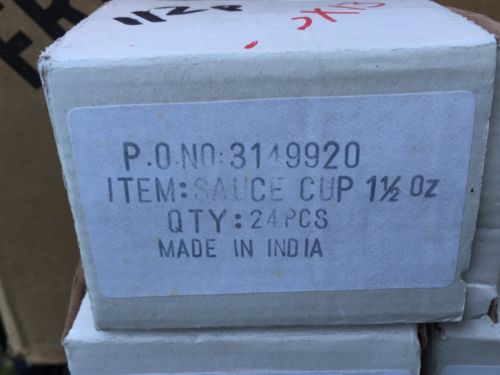 P.O.NO:3149920
ITEM:SAUCE CUP 1½ Oz
QTY:24PCS
MADE IN INDIA